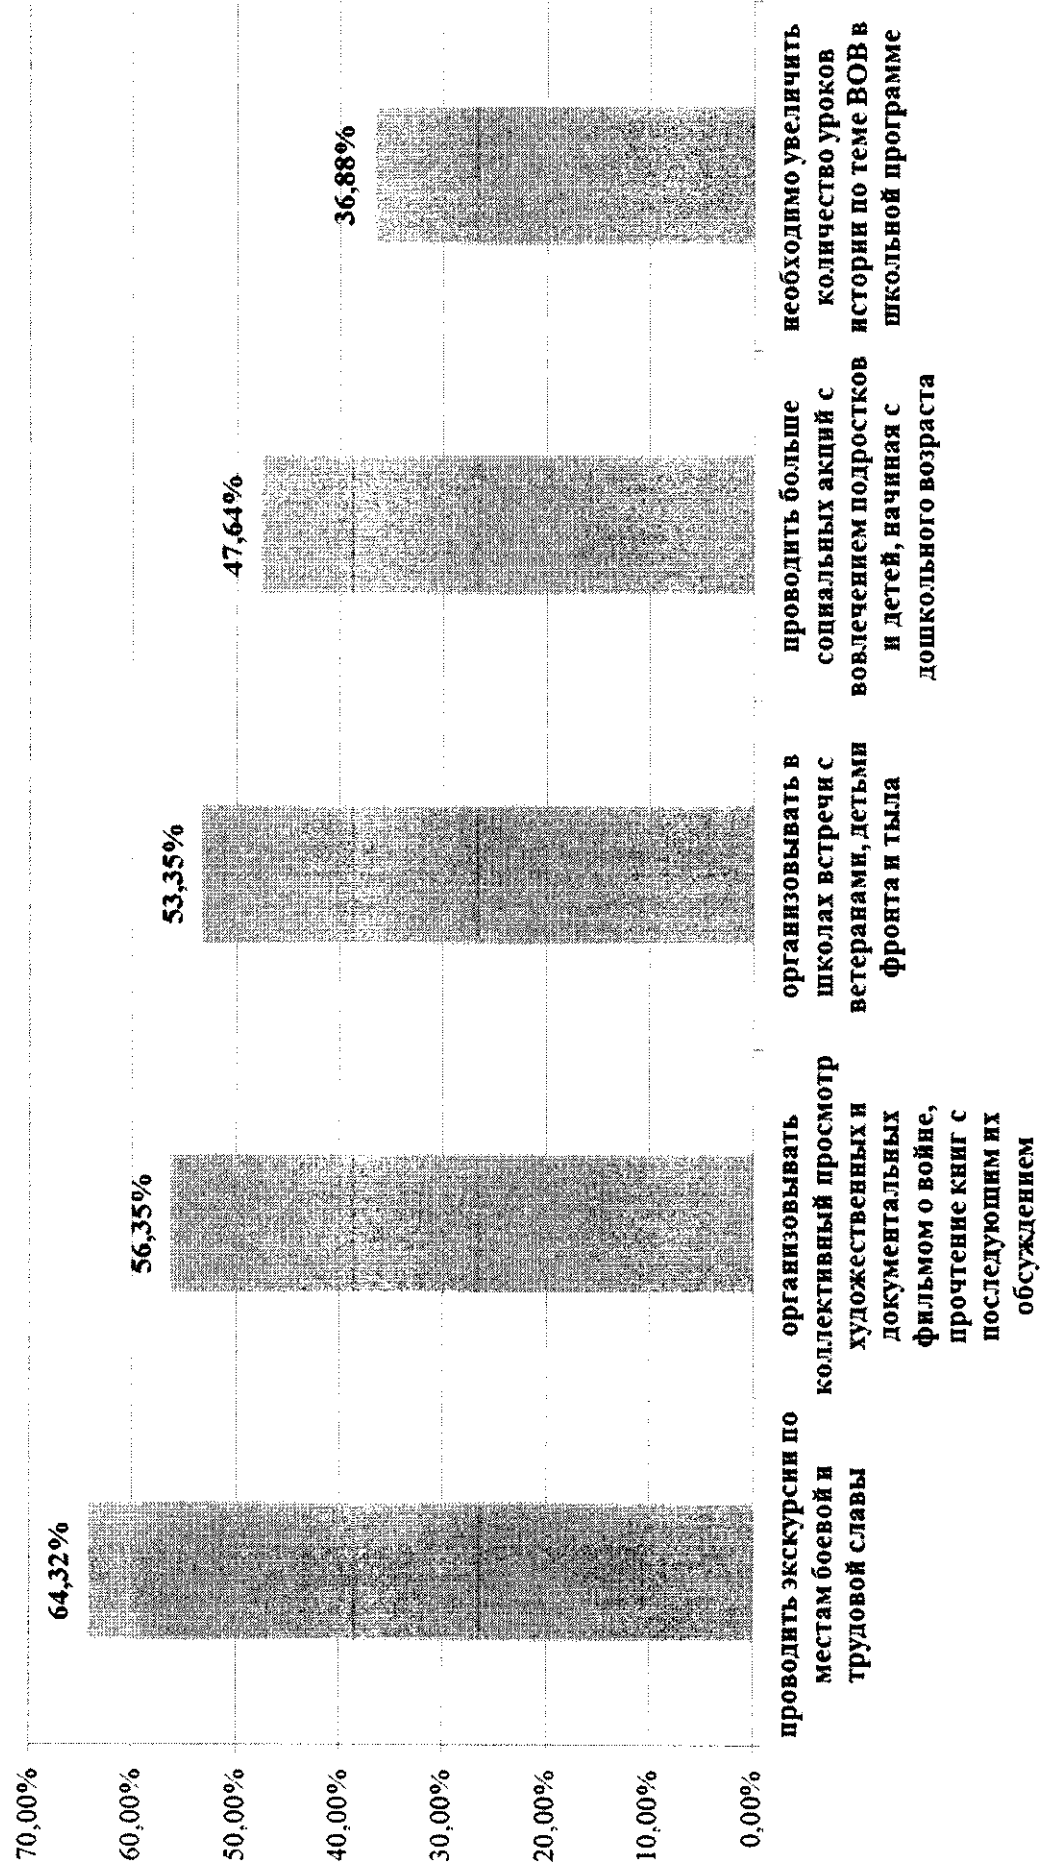 70,00%
60,00%
50,00%
40,00%
30,00%
20,00%
10,00%
0,00%
64,32%
56,35%
53,35%
47,64%
36,88%
проводить экскурсии по
местам боевой и
трудовой славы
организовывать
коллективный просмотр
художественных и
документальных
фильмом о войне,
прочтение книг с
последующим их
обсуждением
организовывать в
школах встречи с
ветеранами, детьми
фронта и тыла
проводить больше
социальных акций с
вовлечением подростков
и детей, начиная с
дошкольного возраста
необходимо увеличить
количество уроков
истории по теме ВОВ в
школьной программе